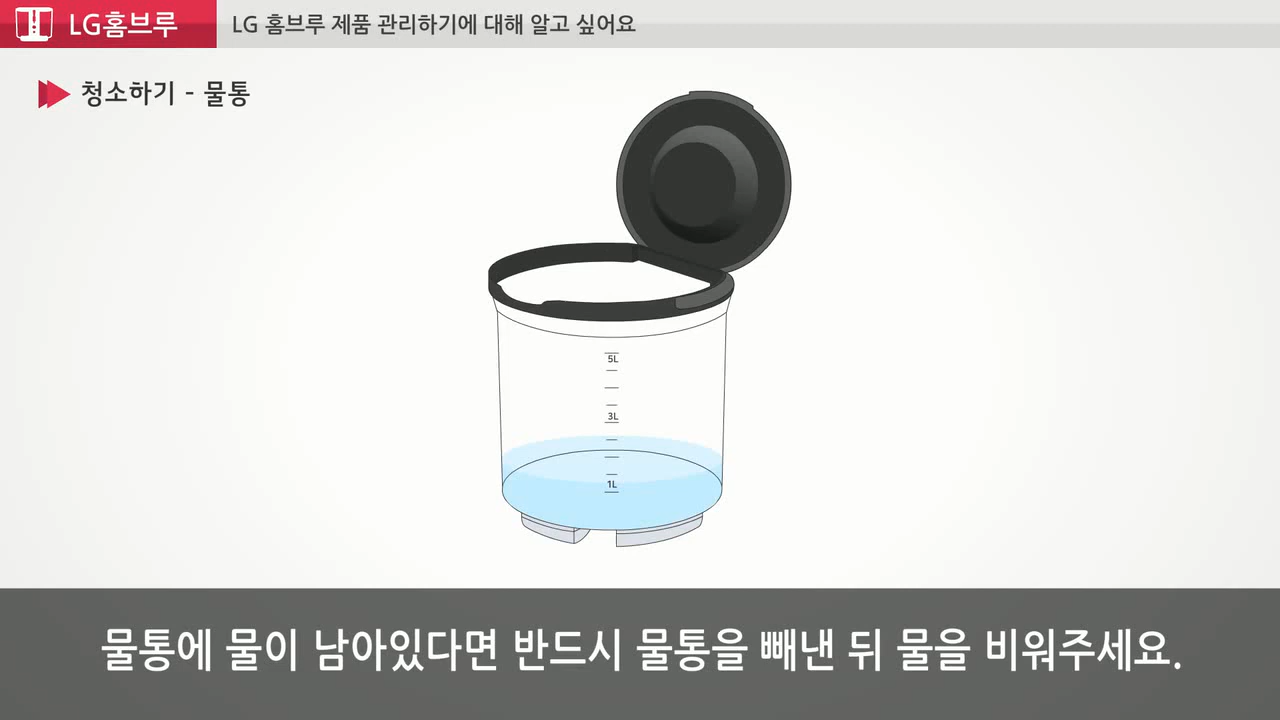 LG홈브루
LG 홈브루 제품 관리하기에 대해 알고 싶어요
청소하기 - 물통
5L
3L
1L
물통에 물이 남아있다면 반드시 물통을 빼낸 뒤 물을 비워주세요.